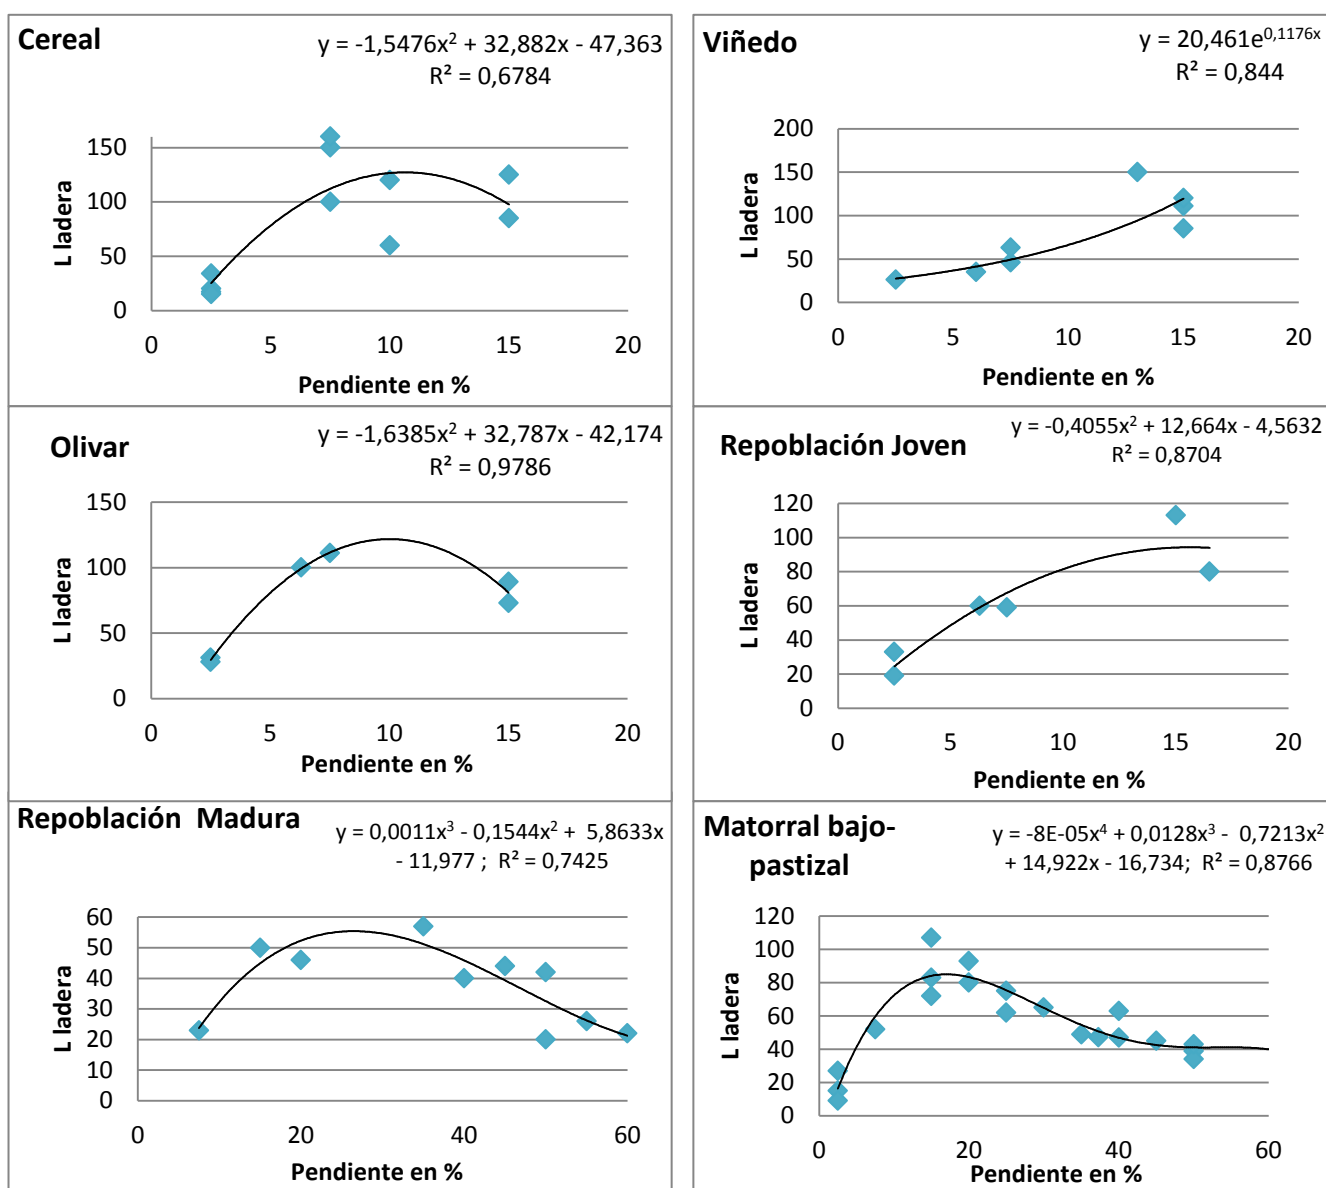 Cereal
y = -1,5476x² + 32,882x - 47,363
R² = 0,6784
L ladera
150
100
50
0
0 5 10 15 20
Pendiente en %
Viñedo
y = 20,461e^0,1176x
R² = 0,844
L ladera
200
150
100
50
0
0 5 10 15 20
Pendiente en %
Olivar
y = -1,6385x² + 32,787x - 42,174
R² = 0,9786
L ladera
150
100
50
0
0 5 10 15 20
Pendiente en %
Repoblación Joven
y = -0,4055x² + 12,664x - 4,5632
R² = 0,8704
L ladera
120
100
80
60
40
20
0
0 5 10 15 20
Pendiente en %
Repoblación Madura
y = 0,0011x³ - 0,1544x² + 5,8633x
- 11,977 ; R² = 0,7425
L ladera
60
50
40
30
20
10
0
0 20 40 60
Pendiente en %
Matorral bajo-
pastizal
y = -8E-05x⁴ + 0,0128x³ - 0,7213x²
+ 14,922x - 16,734; R² = 0,8766
L ladera
120
100
80
60
40
20
0
0 20 40 60
Pendiente en %